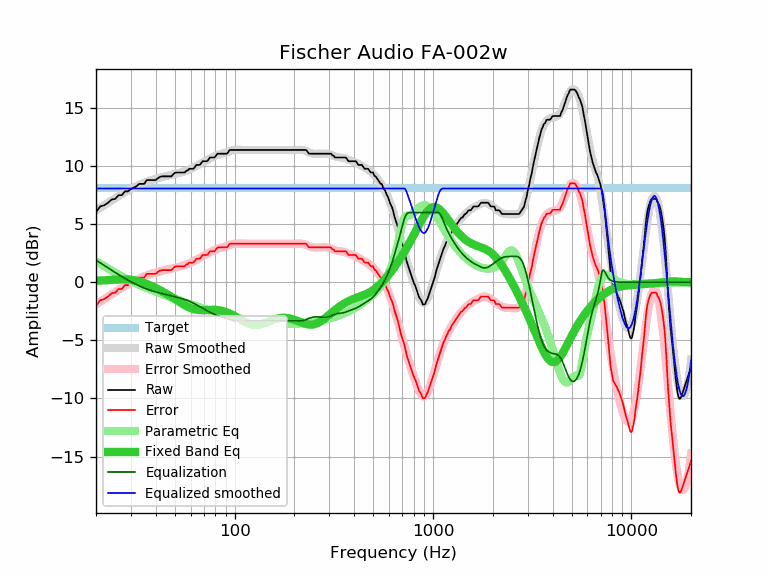 Fischer Audio FA-002w
Amplitude (dBr)
15
10
5
0
−5
−10
−15
Target
Raw Smoothed
Error Smoothed
Raw
Error
Parametric Eq
Fixed Band Eq
Equalization
Equalized smoothed
100
1000
10000
Frequency (Hz)